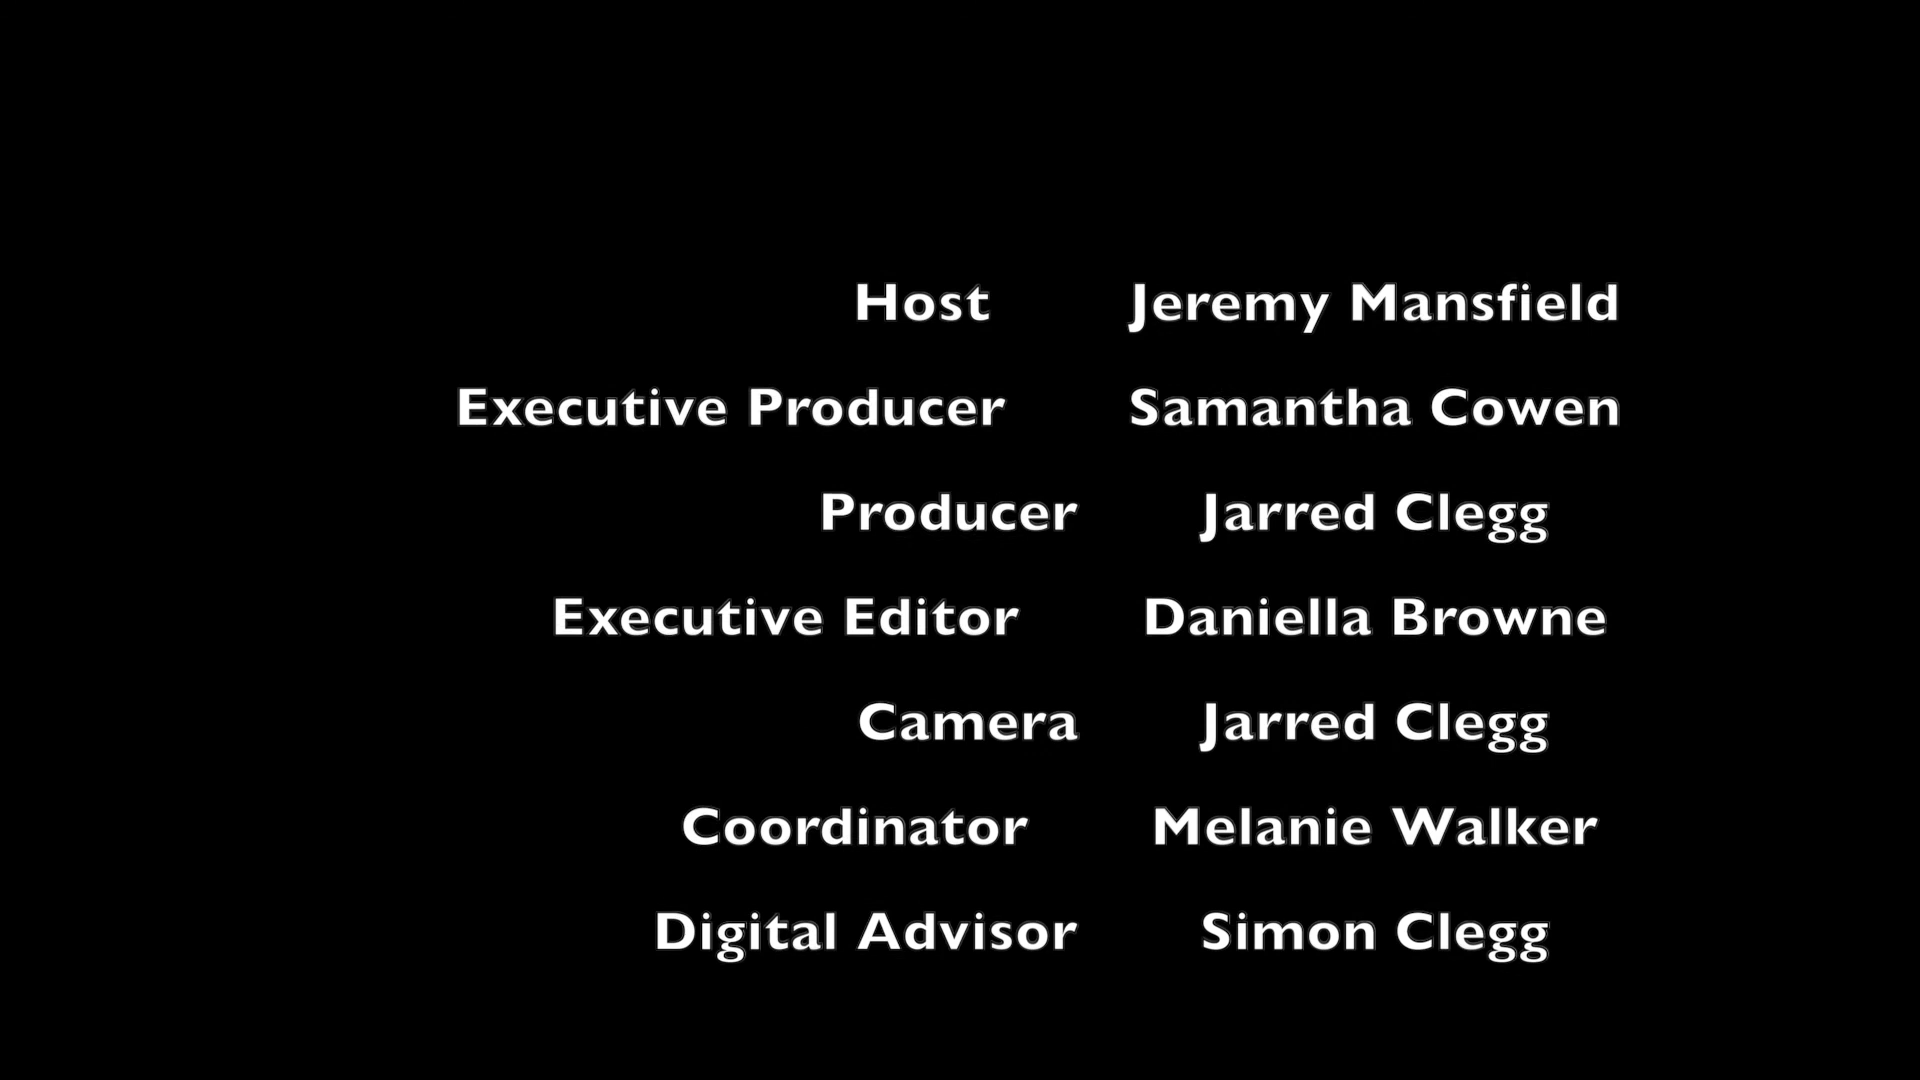 Host Jeremy Mansfield
Executive Producer Samantha Cowen
Producer Jarred Clegg
Executive Editor Daniella Browne
Camera Jarred Clegg
Coordinator Melanie Walker
Digital Advisor Simon Clegg